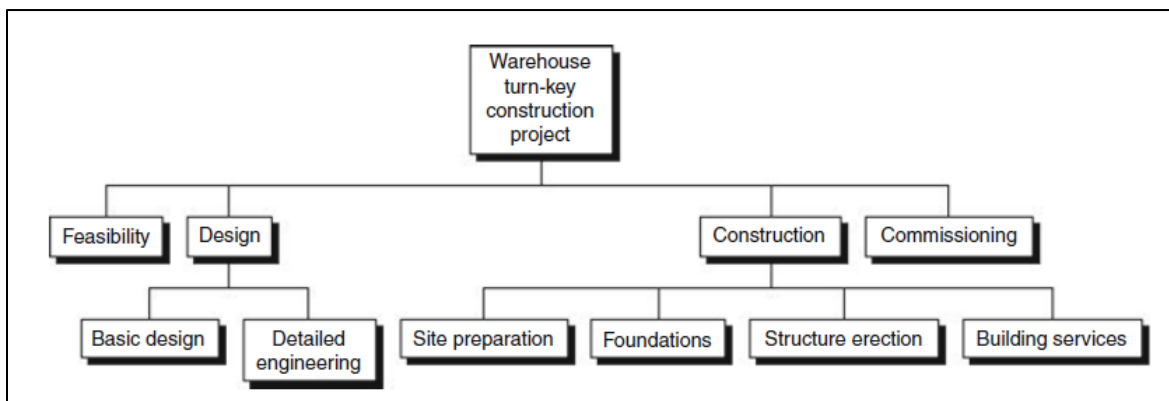 Warehouse
turn-key
construction
project
Feasibility
Design
Construction
Commissioning
Basic design
Detailed
engineering
Site preparation
Foundations
Structure erection
Building services